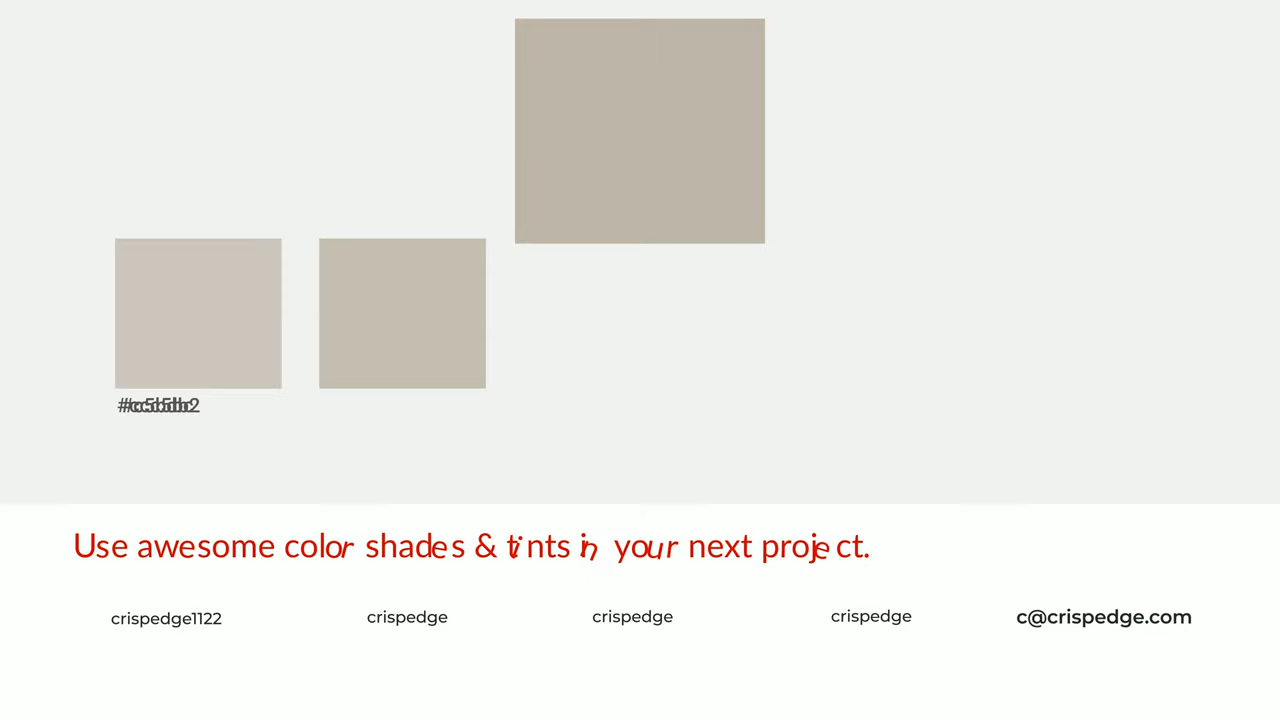 Use awesome color shades & tints in your next project.
crispedge1122 crispedge crispedge crispedge c@crispedge.com